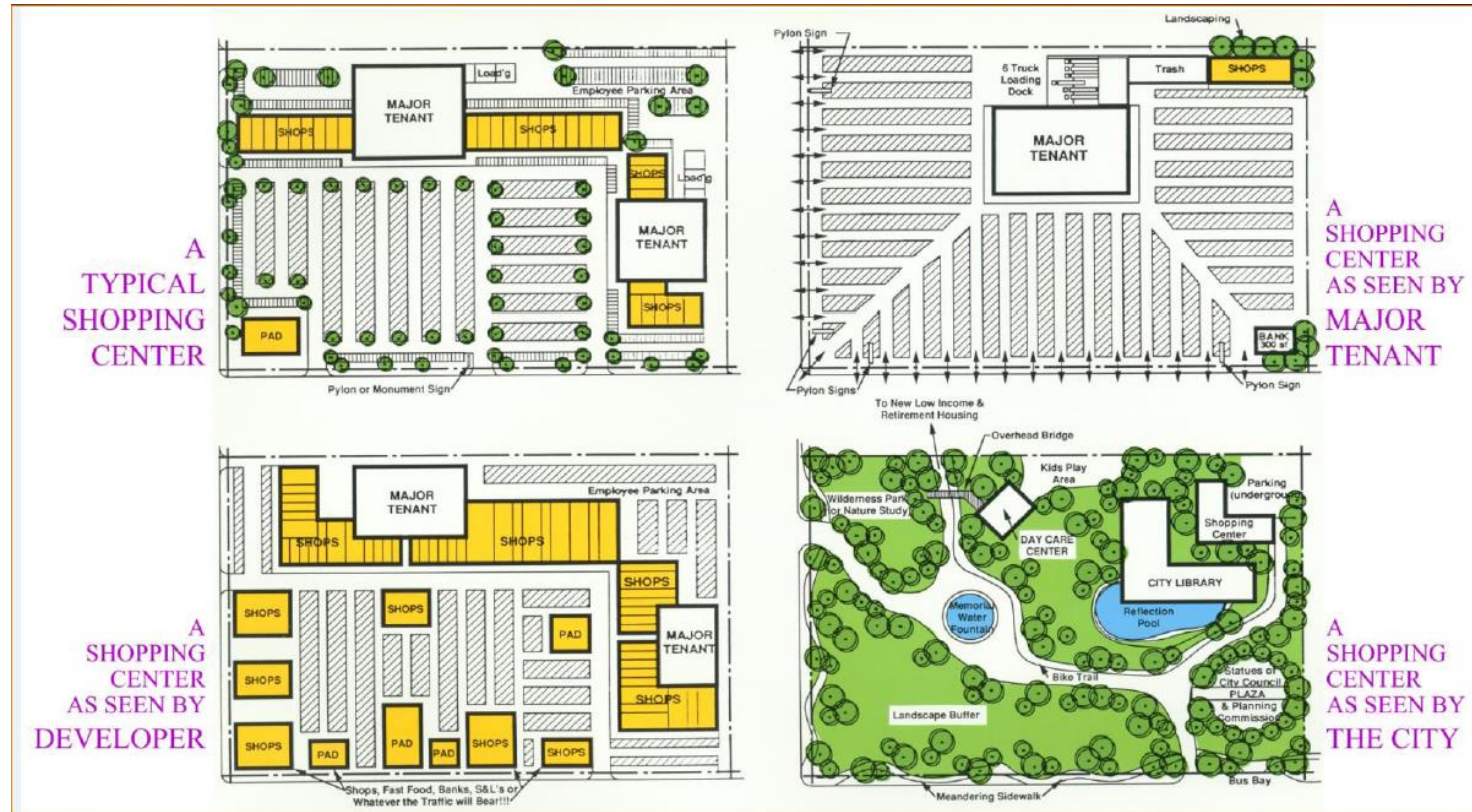 A
TYPICAL
SHOPPING
CENTER
Load'g
Employee Parking Area
MAJOR
TENANT
SHOPS
SHOPS
SHOPS
Load'g
MAJOR
TENANT
SHOPS
PAD
Pylon or Monument Sign
Landscaping
Pylon Sign
6 Truck
Loading
Dock
Trash
SHOPS
MAJOR
TENANT
BANK
300 sf
Pylon Signs
Pylon Sign
A
SHOPPING
CENTER
AS SEEN BY
MAJOR
TENANT
A
SHOPPING
CENTER
AS SEEN BY
DEVELOPER
MAJOR
TENANT
Employee Parking Area
SHOPS
SHOPS
SHOPS
SHOPS
SHOPS
PAD
MAJOR
TENANT
SHOPS
SHOPS
SHOPS
PAD
PAD
PAD
SHOPS
SHOPS
Shops, Fast Food, Banks, S&L's or
Whatever the Traffic will Bear!!!
To New Low Income &
Retirement Housing
Overhead Bridge
Kids Play
Area
Wilderness Park
for Nature Study
Parking
(underground
Shopping
Center
DAY CARE
CENTER
CITY LIBRARY
Memorial
Water
Fountain
Reflection
Pool
Bike Trail
Statues of
City Council
PLAZA
& Planning
Commission
Landscape Buffer
Bus Bay
Meandering Sidewalk
A
SHOPPING
CENTER
AS SEEN BY
THE CITY